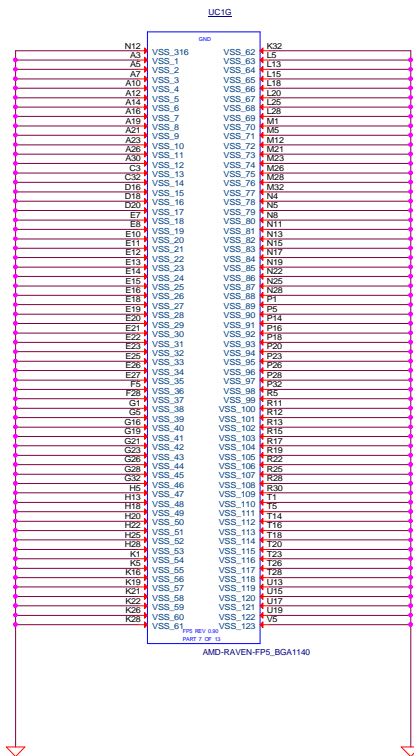 UC1G
GND
N12 VSS_316 VSS_62 K32
A3 VSS_1 VSS_63 L5
A5 VSS_2 VSS_64 L13
A7 VSS_3 VSS_65 L15
A10 VSS_4 VSS_66 L18
A12 VSS_5 VSS_67 L20
A14 VSS_6 VSS_68 L25
A16 VSS_7 VSS_69 L28
A19 VSS_8 VSS_70 M1
A21 VSS_9 VSS_71 M5
A23 VSS_10 VSS_72 M12
A26 VSS_11 VSS_73 M21
A30 VSS_12 VSS_74 M23
C3 VSS_13 VSS_75 M26
C32 VSS_14 VSS_76 M28
D16 VSS_15 VSS_77 M32
D18 VSS_16 VSS_78 N4
D20 VSS_17 VSS_79 N5
E7 VSS_18 VSS_80 N8
E8 VSS_19 VSS_81 N11
E10 VSS_20 VSS_82 N13
E11 VSS_21 VSS_83 N15
E12 VSS_22 VSS_84 N17
E13 VSS_23 VSS_85 N19
E14 VSS_24 VSS_86 N22
E15 VSS_25 VSS_87 N25
E16 VSS_26 VSS_88 N28
E18 VSS_27 VSS_89 P1
E19 VSS_28 VSS_90 P5
E20 VSS_29 VSS_91 P14
E21 VSS_30 VSS_92 P16
E22 VSS_31 VSS_93 P18
E23 VSS_32 VSS_94 P20
E25 VSS_33 VSS_95 P23
E26 VSS_34 VSS_96 P26
E27 VSS_35 VSS_97 P28
F5 VSS_36 VSS_98 P32
F28 VSS_37 VSS_99 R5
G1 VSS_38 VSS_100 R11
G5 VSS_39 VSS_101 R12
G16 VSS_40 VSS_102 R13
G19 VSS_41 VSS_103 R15
G21 VSS_42 VSS_104 R17
G23 VSS_43 VSS_105 R19
G26 VSS_44 VSS_106 R22
G28 VSS_45 VSS_107 R25
G32 VSS_46 VSS_108 R28
H5 VSS_47 VSS_109 R30
H13 VSS_48 VSS_110 T1
H18 VSS_49 VSS_111 T5
H20 VSS_50 VSS_112 T14
H22 VSS_51 VSS_113 T16
H25 VSS_52 VSS_114 T18
H28 VSS_53 VSS_115 T20
K1 VSS_54 VSS_116 T23
K5 VSS_55 VSS_117 T26
K16 VSS_56 VSS_118 T28
K19 VSS_57 VSS_119 U13
K21 VSS_58 VSS_120 U15
K22 VSS_59 VSS_121 U17
K26 VSS_60 VSS_122 U19
K28 VSS_61 VSS_123 V5
FP5 REV 0.90
PART 7 OF 13
AMD-RAVEN-FP5_BGA1140